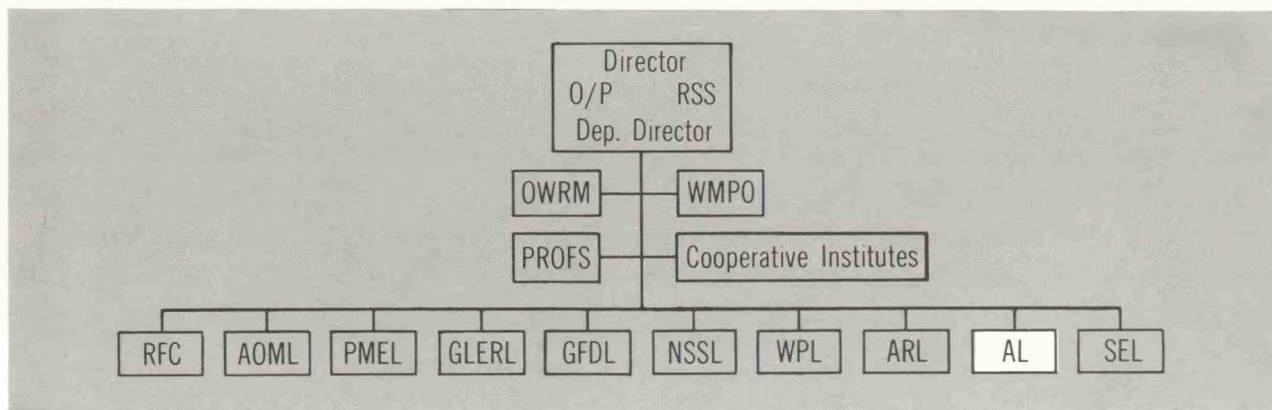 Director
O/P RSS
Dep. Director
OWRM WMPO
PROFS Cooperative Institutes
RFC AOML PMEL GLERL GFDL NSSL WPL ARL AL SEL